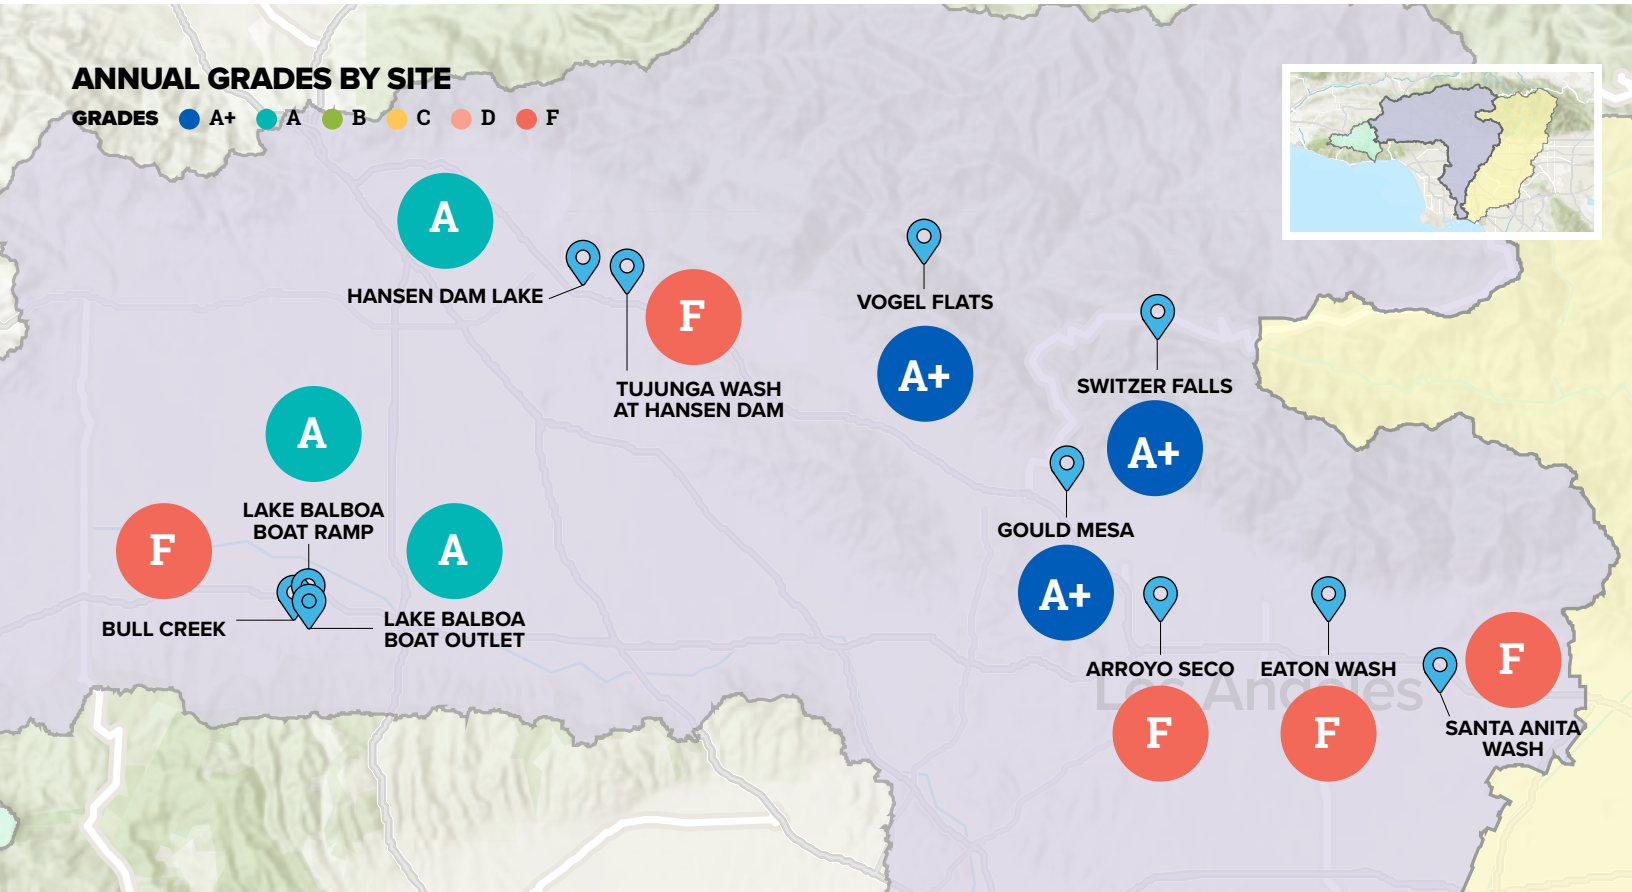 ANNUAL GRADES BY SITE
GRADES A+ A B C D F
A
HANSEN DAM LAKE
F
TUJUNGA WASH
AT HANSEN DAM
VOGEL FLATS
A+
SWITZER FALLS
A+
A
LAKE BALBOA
BOAT RAMP
F
BULL CREEK
A
LAKE BALBOA
BOAT OUTLET
GOULD MESA
A+
ARROYO SECO
F
EATON WASH
F
F
SANTA ANITA
WASH
Los Angeles